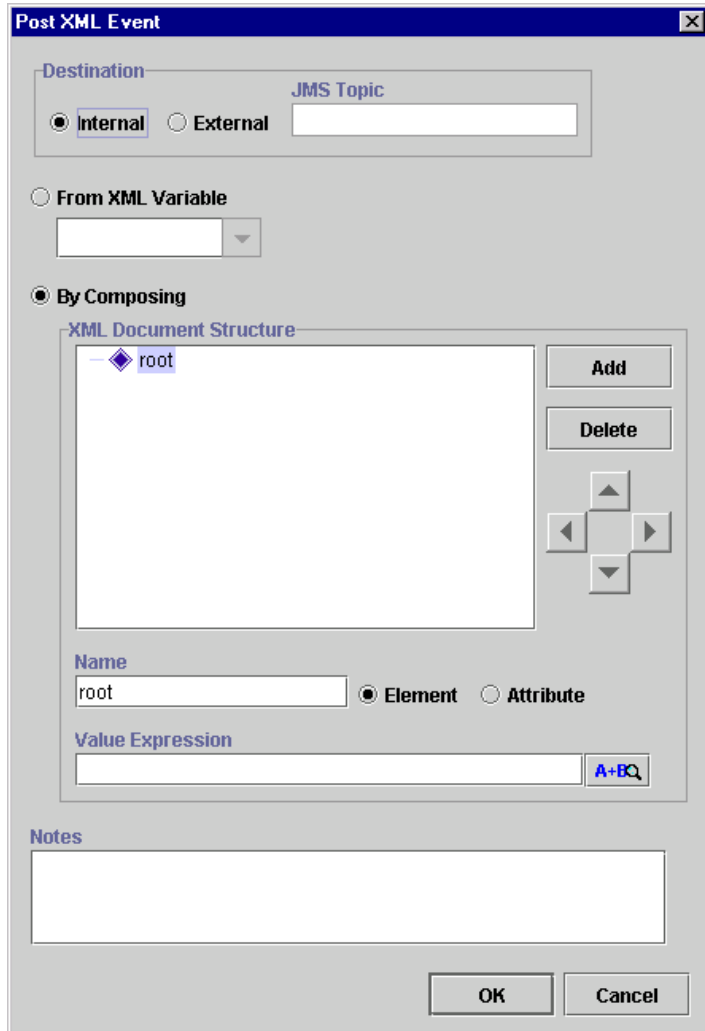 Post XML Event
Destination
JMS Topic
Internal External
From XML Variable
By Composing
XML Document Structure
root
Add
Delete
Name
root Element Attribute
Value Expression
A+B
Notes
OK Cancel